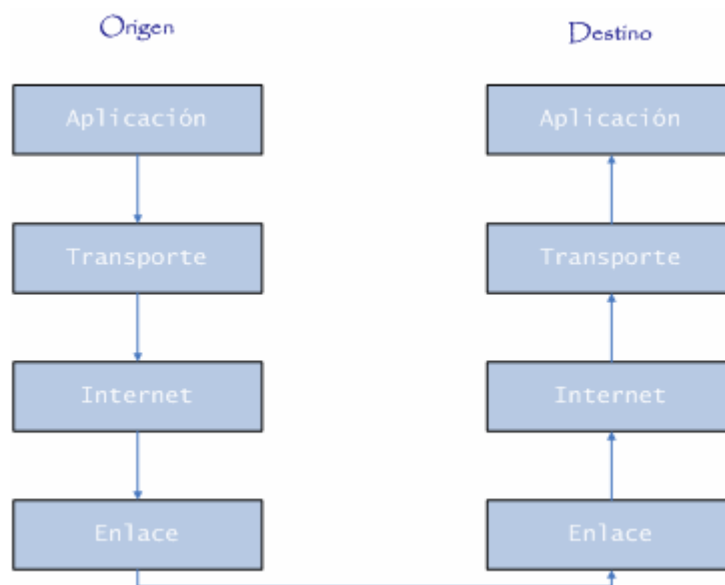 Origen
Destino
Aplicación
Aplicación
Transporte
Transporte
Internet
Internet
Enlace
Enlace